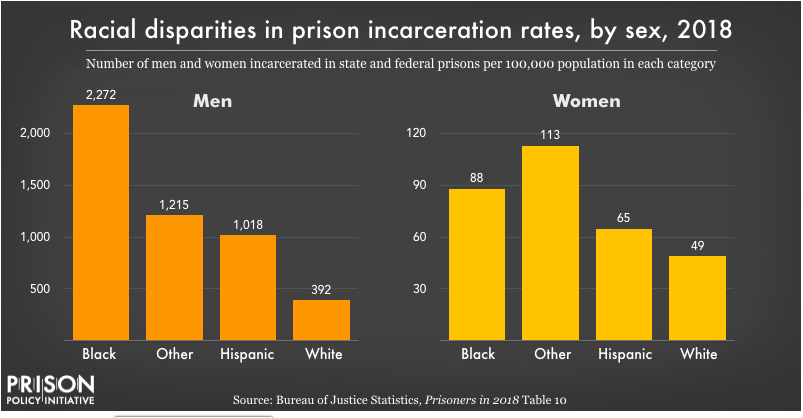 Racial disparities in prison incarceration rates, by sex, 2018
Number of men and women incarcerated in state and federal prisons per 100,000 population in each category
Men
2,272
2,000
1,500
1,215
1,000
1,018
500
392
Black Other Hispanic White
Women
120
113
90
88
60
65
49
30
Black Other Hispanic White
PRISON
POLICY INITIATIVE
Source: Bureau of Justice Statistics, Prisoners in 2018 Table 10